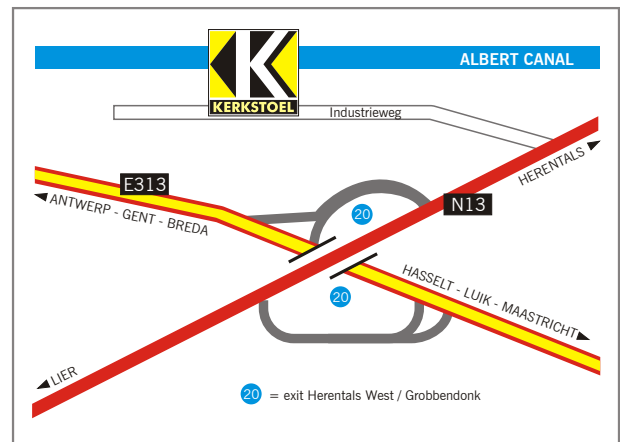 ALBERT CANAL
K
KERKSTOEL
Industrieweg
HERENTALS
E313
N13
ANTWERP - GENT - BREDA
20
HASSELT - LUIK - MAASTRICHT
20
LIER
20 = exit Herentals West / Grobbendonk